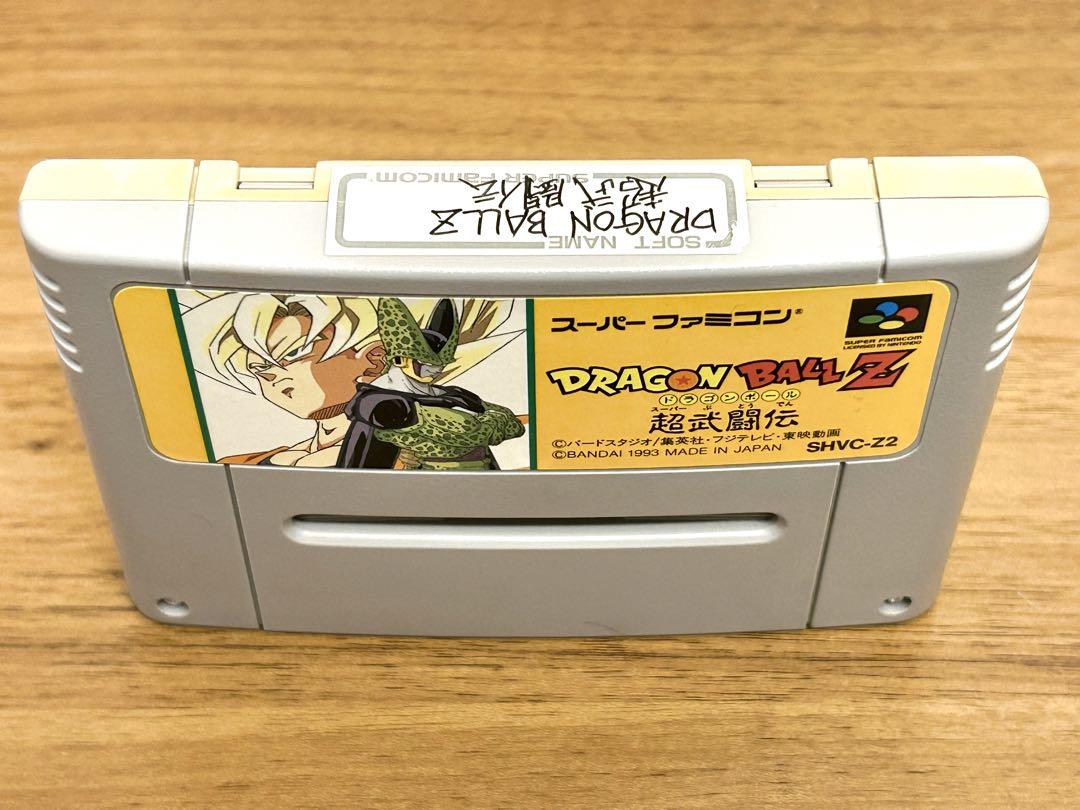 SUPER Famicom
超武闘伝
DRAGON BALL Z
SOFT NAME
スーパーファミコン®
SUPER FAMICOM
LICENSED BY NINTENDO
DRAGON BALL Z
ドラゴンボール
スーパー ぶ とう でん
超武闘伝
©バードスタジオ/集英社・フジテレビ・東映動画
©BANDAI 1993 MADE IN JAPAN SHVC-Z2